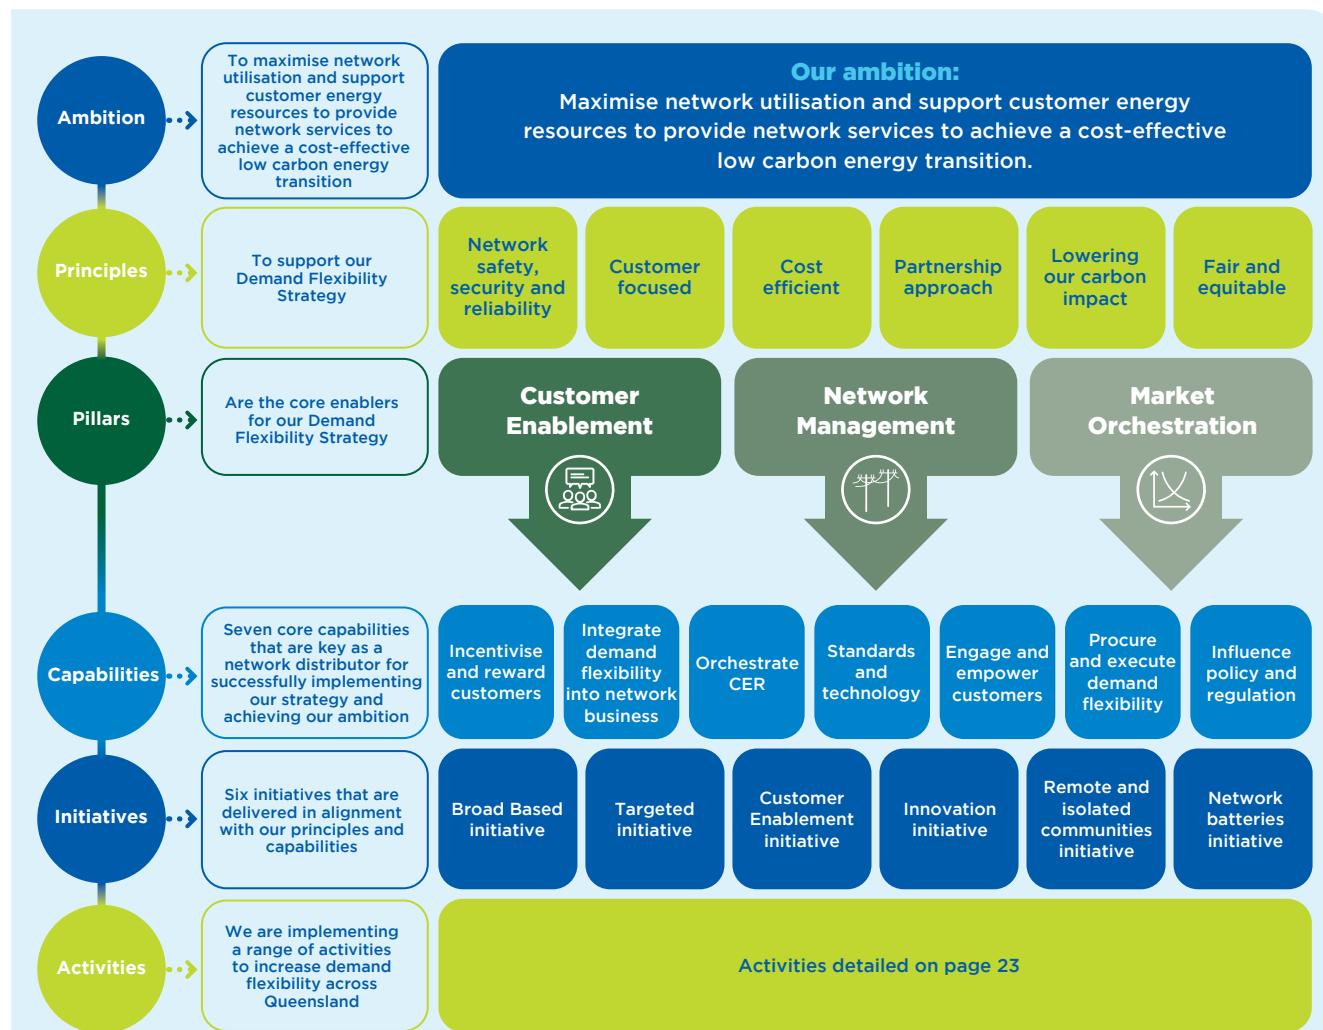 Ambition
To maximise network
utilisation and support
customer energy
resources to provide
network services to
achieve a cost-effective
low carbon energy
transition
Our ambition:
Maximise network utilisation and support customer energy
resources to provide network services to achieve a cost-effective
low carbon energy transition.
Principles
To support our
Demand Flexibility
Strategy
Network
safety,
security and
reliability
Customer
focused
Cost
efficient
Partnership
approach
Lowering
our carbon
impact
Fair and
equitable
Pillars
Are the core enablers
for our Demand
Flexibility Strategy
Customer
Enablement
Network
Management
Market
Orchestration
Capabilities
Seven core capabilities
that are key as a
network distributor for
successfully implementing
our strategy and
achieving our ambition
Incentivise
and reward
customers
Integrate
demand
flexibility
into network
business
Orchestrate
CER
Standards
and
technology
Engage and
empower
customers
Procure
and execute
demand
flexibility
Influence
policy and
regulation
Initiatives
Six initiatives that are
delivered in alignment
with our principles and
capabilities
Broad Based
initiative
Targeted
initiative
Customer
Enablement
initiative
Innovation
initiative
Remote and
isolated
communities
initiative
Network
batteries
initiative
Activities
We are implementing
a range of activities
to increase demand
flexibility across
Queensland
Activities detailed on page 23